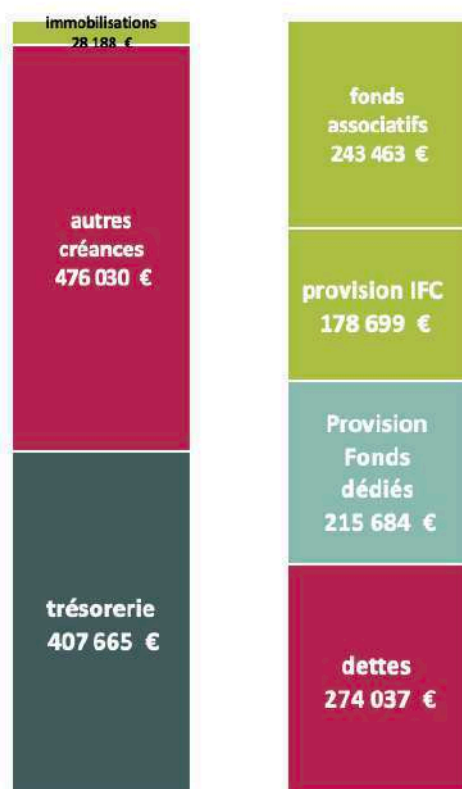 immobilisations
28 188 €
autres
créances
476 030 €
trésorerie
407 665 €
fonds
associatifs
243 463 €
provision IFC
178 699 €
Provision
Fonds
dédiés
215 684 €
dettes
274 037 €